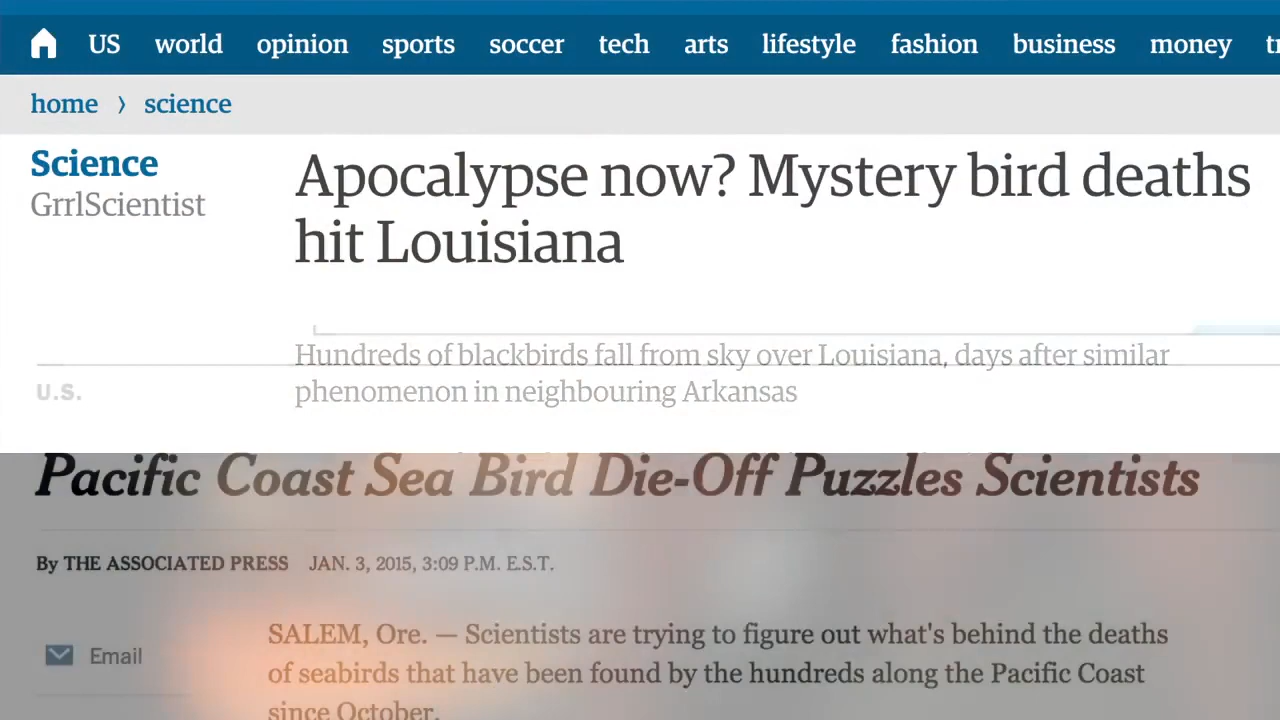 US world opinion sports soccer tech arts lifestyle fashion business money
home › science
Science
GrrlScientist
Apocalypse now? Mystery bird deaths
hit Louisiana
Hundreds of blackbirds fall from sky over Louisiana, days after similar
phenomenon in neighbouring Arkansas
U.S.
Pacific Coast Sea Bird Die-Off Puzzles Scientists
By THE ASSOCIATED PRESS JAN. 3, 2015, 3:09 P.M. E.S.T.
SALEM, Ore. — Scientists are trying to figure out what's behind the deaths
Email
of seabirds that have been found by the hundreds along the Pacific Coast
since October.